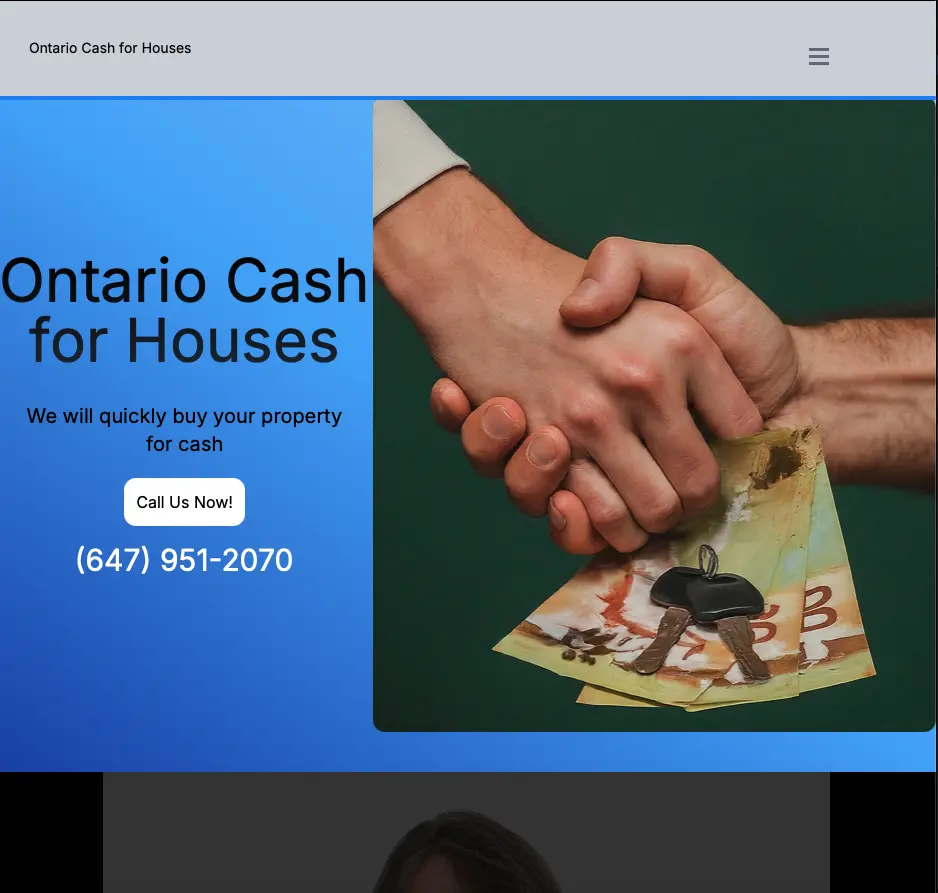 Ontario Cash for Houses
Ontario Cash
for Houses
We will quickly buy your property
for cash
Call Us Now!
(647) 951-2070